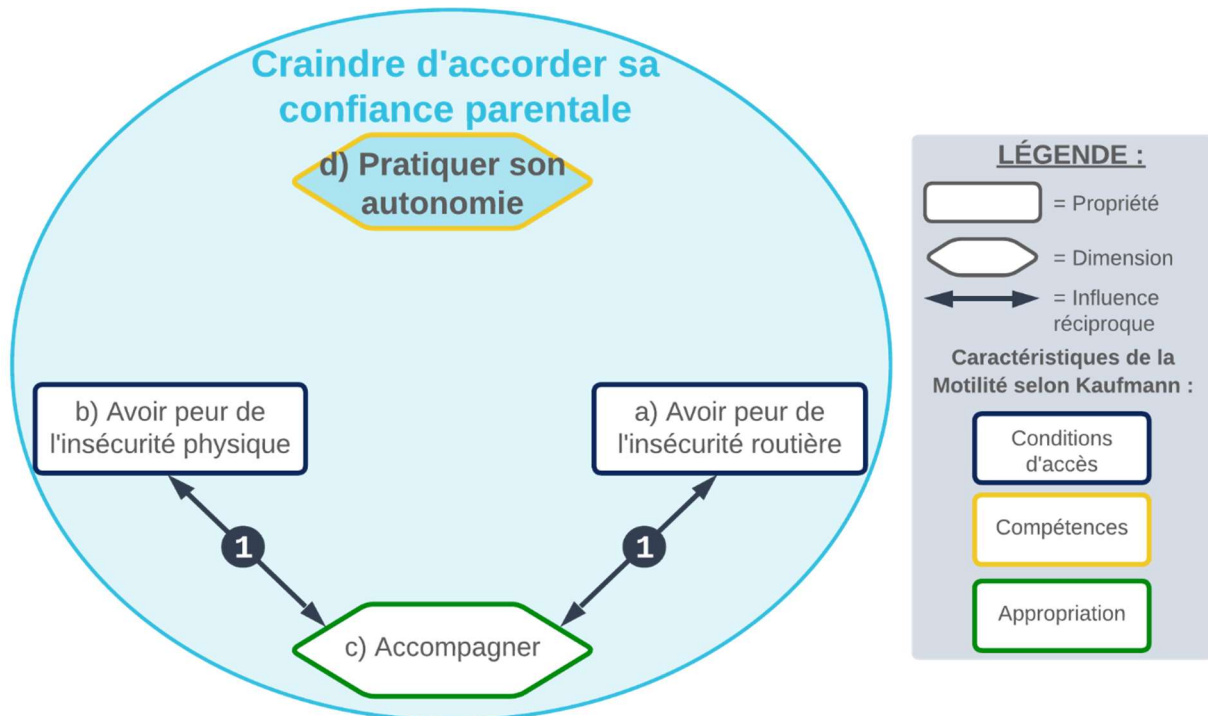 Craindre d'accorder sa
confiance parentale
d) Pratiquer son
autonomie
b) Avoir peur de
l'insécurité physique
a) Avoir peur de
l'insécurité routière
1
1
c) Accompagner
LÉGENDE :
= Propriété
= Dimension
= Influence
réciproque
Caractéristiques de la
Motilité selon Kaufmann :
Conditions
d'accès
Compétences
Appropriation